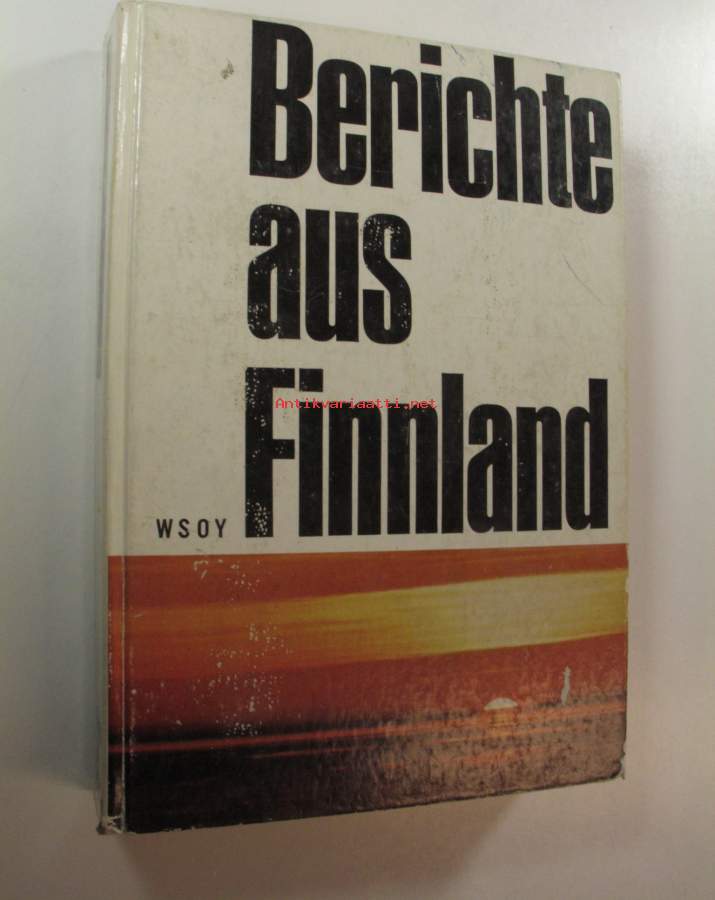 Berichte
aus
Finnland
Antikvariaatti.net
WSOY